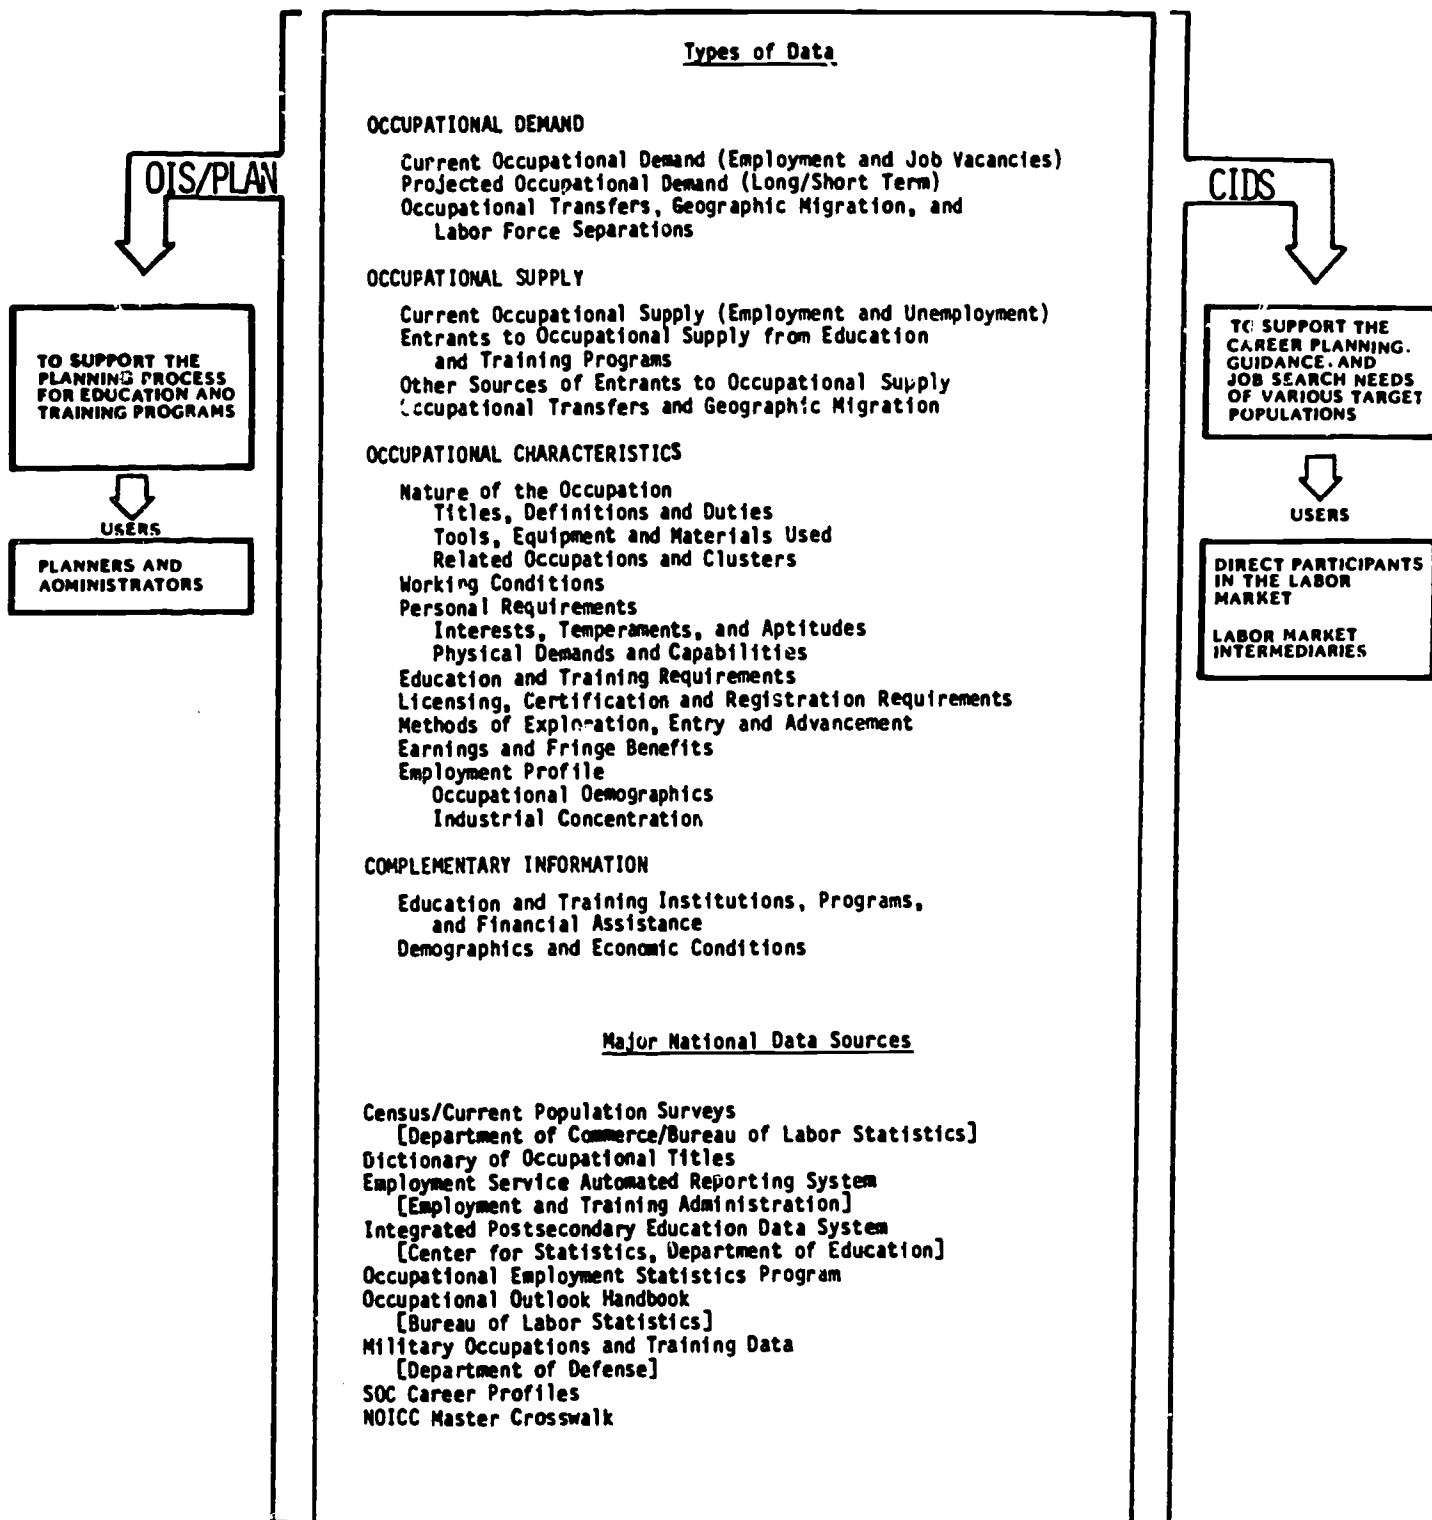 Types of Data
OCCUPATIONAL DEMAND
Current Occupational Demand (Employment and Job Vacancies)
Projected Occupational Demand (Long/Short Term)
Occupational Transfers, Geographic Migration, and
Labor Force Separations
OCCUPATIONAL SUPPLY
Current Occupational Supply (Employment and Unemployment)
Entrants to Occupational Supply from Education
and Training Programs
Other Sources of Entrants to Occupational Supply
Occupational Transfers and Geographic Migration
OCCUPATIONAL CHARACTERISTICS
Nature of the Occupation
Titles, Definitions and Duties
Tools, Equipment and Materials Used
Related Occupations and Clusters
Working Conditions
Personal Requirements
Interests, Temperaments, and Aptitudes
Physical Demands and Capabilities
Education and Training Requirements
Licensing, Certification and Registration Requirements
Methods of Exploration, Entry and Advancement
Earnings and Fringe Benefits
Employment Profile
Occupational Demographics
Industrial Concentration
COMPLEMENTARY INFORMATION
Education and Training Institutions, Programs,
and Financial Assistance
Demographics and Economic Conditions
Major National Data Sources
Census/Current Population Surveys
[Department of Commerce/Bureau of Labor Statistics]
Dictionary of Occupational Titles
Employment Service Automated Reporting System
[Employment and Training Administration]
Integrated Postsecondary Education Data System
[Center for Statistics, Department of Education]
Occupational Employment Statistics Program
Occupational Outlook Handbook
[Bureau of Labor Statistics]
Military Occupations and Training Data
[Department of Defense]
SOC Career Profiles
NOICC Master Crosswalk
OIS/PLAN
TO SUPPORT THE
PLANNING PROCESS
FOR EDUCATION AND
TRAINING PROGRAMS
USERS
PLANNERS AND
ADMINISTRATORS
CIDS
TO SUPPORT THE
CAREER PLANNING,
GUIDANCE, AND
JOB SEARCH NEEDS
OF VARIOUS TARGET
POPULATIONS
USERS
DIRECT PARTICIPANTS
IN THE LABOR
MARKET
LABOR MARKET
INTERMEDIARIES